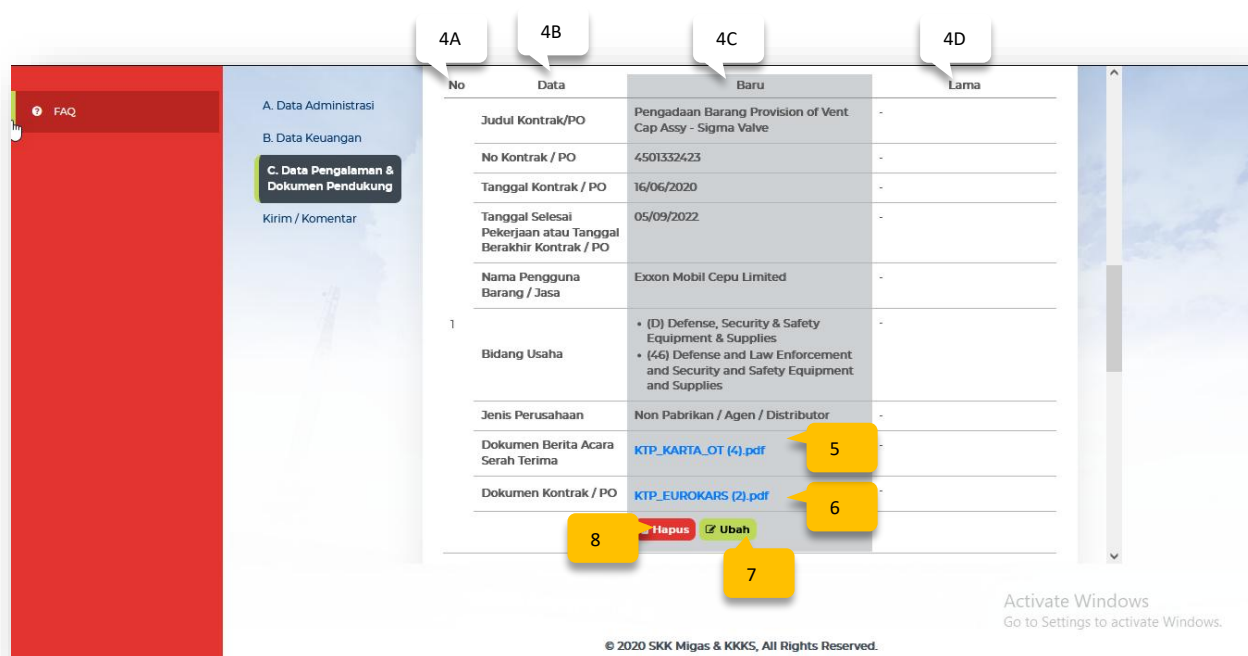 4A
4B
4C
4D
No
Data
Baru
Lama
FAQ
A. Data Administrasi
B. Data Keuangan
C. Data Pengalaman &
Dokumen Pendukung
Kirim / Komentar
1
Judul Kontrak/PO
Pengadaan Barang Provision of Vent
Cap Assy - Sigma Valve
-
No Kontrak / PO
4501332423
-
Tanggal Kontrak / PO
16/06/2020
-
Tanggal Selesai
Pekerjaan atau Tanggal
Berakhir Kontrak / PO
05/09/2022
-
Nama Pengguna
Barang / Jasa
Exxon Mobil Cepu Limited
-
Bidang Usaha
• (D) Defense, Security & Safety
Equipment & Supplies
• (46) Defense and Law Enforcement
and Security and Safety Equipment
and Supplies
-
Jenis Perusahaan
Non Pabrikan / Agen / Distributor
-
Dokumen Berita Acara
Serah Terima
KTP_KARTA_OT (4).pdf
5
-
Dokumen Kontrak / PO
KTP_EUROKARS (2).pdf
6
-
Hapus
Ubah
8
7
Activate Windows
Go to Settings to activate Windows.
© 2020 SKK Migas & KKKS, All Rights Reserved.